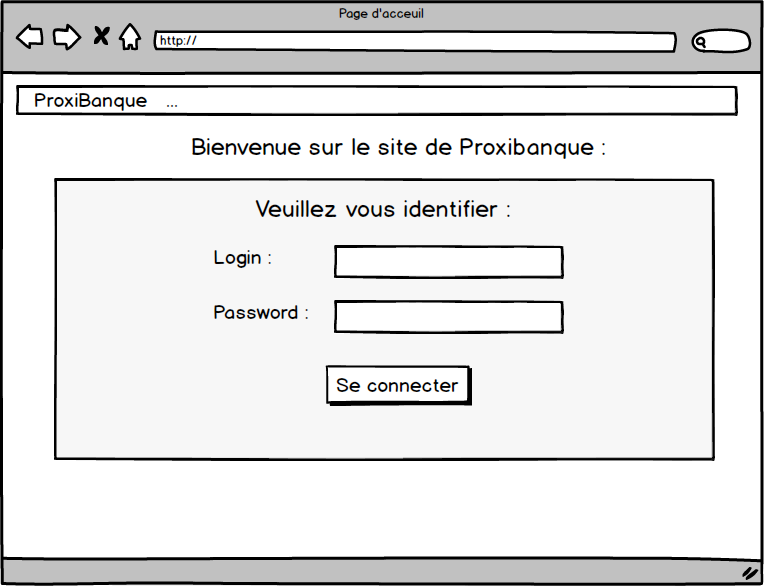 Page d'acceuil
http://
ProxiBanque ...
Bienvenue sur le site de Proxibanque :
Veuillez vous identifier :
Login :
Password :
Se connecter